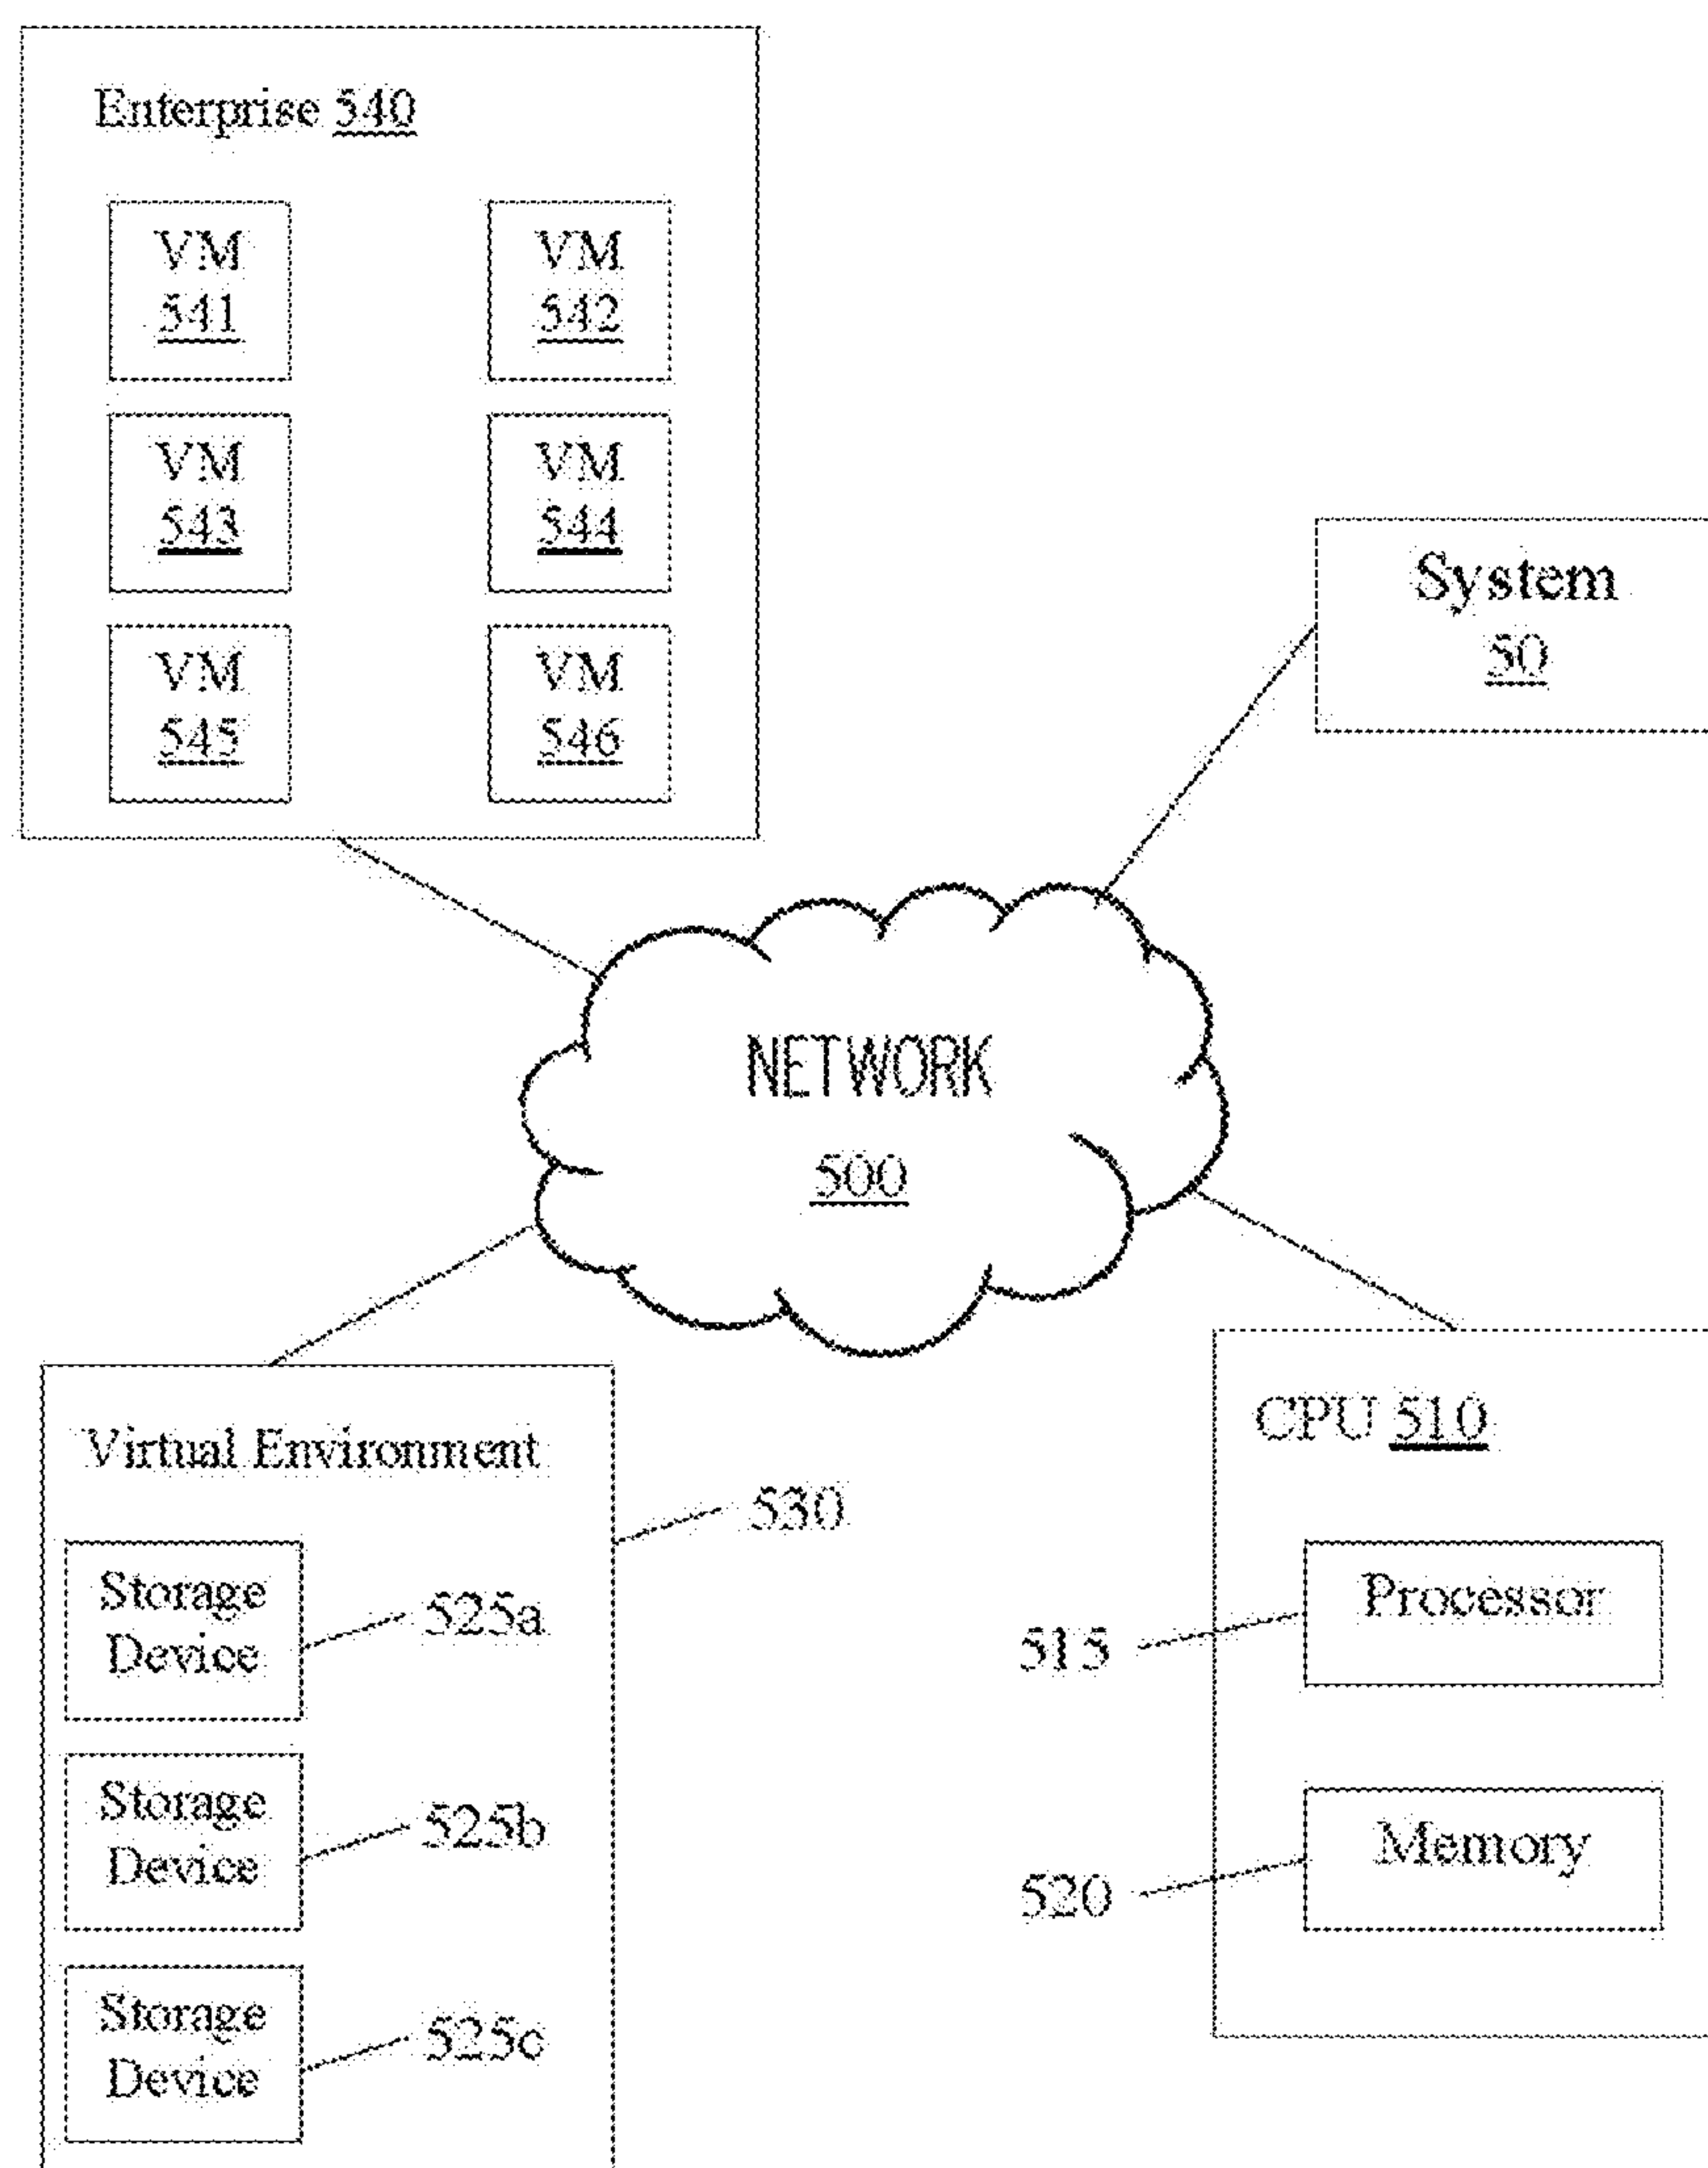 Enterprise 540
VM
541
VM
542
VM
543
VM
544
VM
545
VM
546
System
50
NETWORK
500
Virtual Environment
530
Storage
Device
525a
Storage
Device
525b
Storage
Device
525c
CPU 510
Processor
515
Memory
520